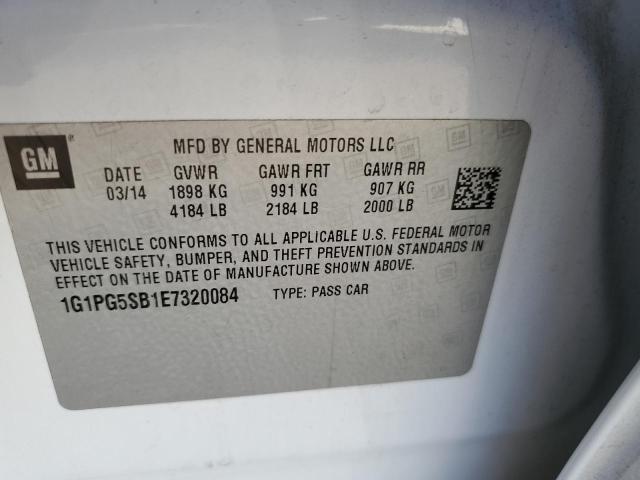 GM ®
MFD BY GENERAL MOTORS LLC
DATE GVWR GAWR FRT GAWR RR
03/14 1898 KG 991 KG 907 KG
4184 LB 2184 LB 2000 LB
THIS VEHICLE CONFORMS TO ALL APPLICABLE U.S. FEDERAL MOTOR
VEHICLE SAFETY, BUMPER, AND THEFT PREVENTION STANDARDS IN
EFFECT ON THE DATE OF MANUFACTURE SHOWN ABOVE.
1G1PG5SB1E7320084 TYPE: PASS CAR